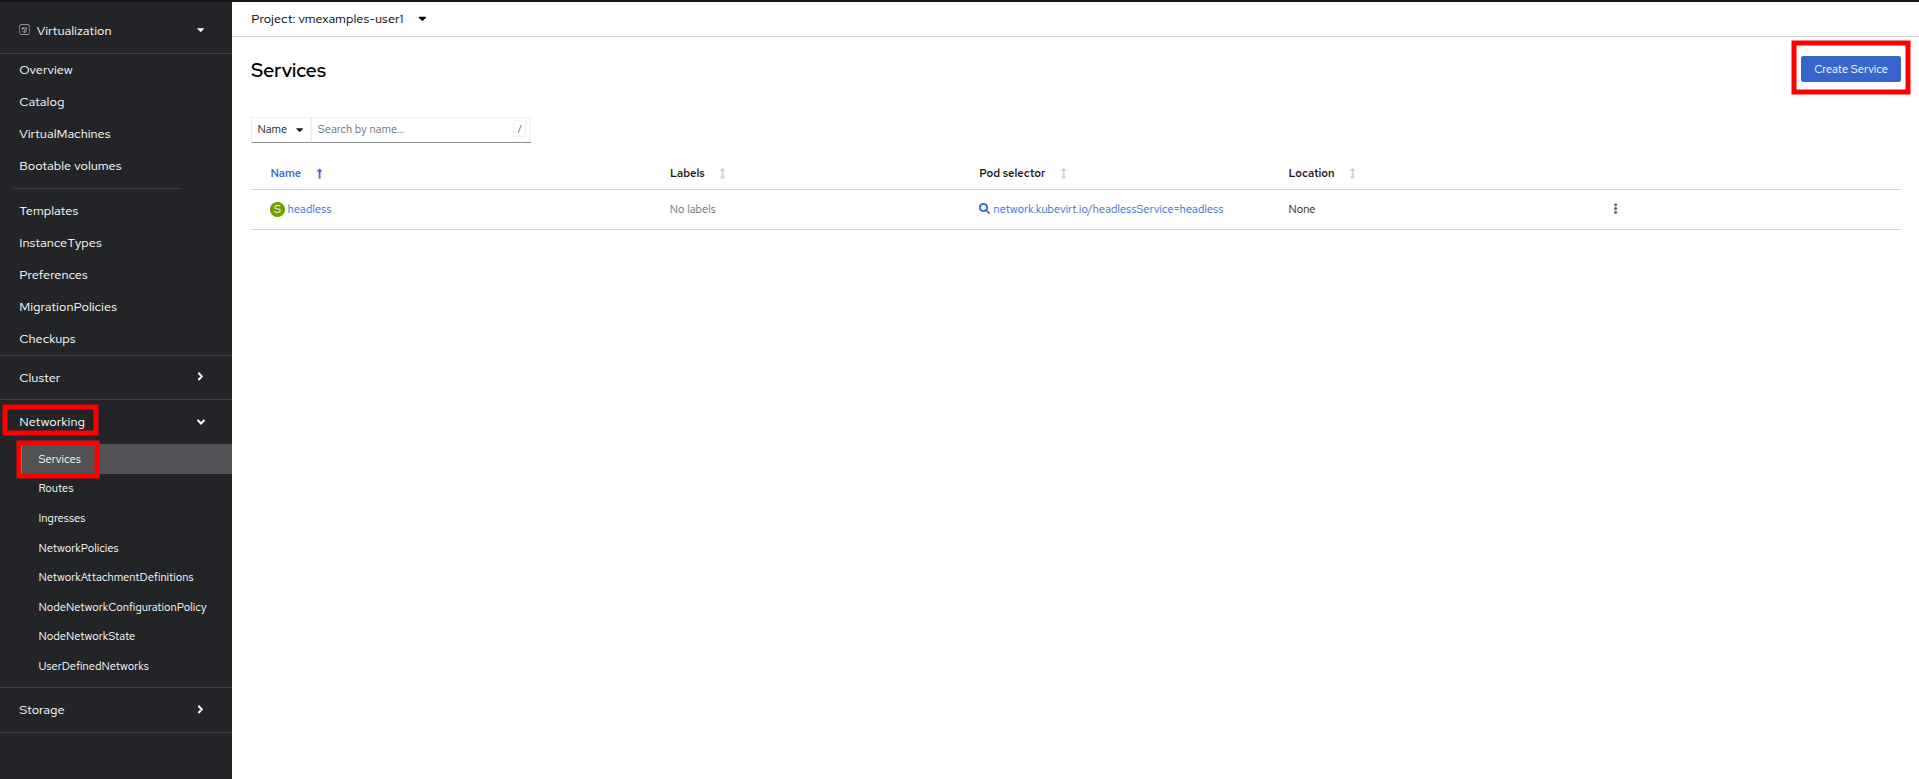 Virtualization
Overview
Catalog
VirtualMachines
Bootable volumes
Templates
InstanceTypes
Preferences
MigrationPolicies
Checkups
Cluster
Networking
Services
Routes
Ingresses
NetworkPolicies
NetworkAttachmentDefinitions
NodeNetworkConfigurationPolicy
NodeNetworkState
UserDefinedNetworks
Storage
Project: vmexamples-user1
Services
Create Service
Name Search by name... /
Name Labels Pod selector Location
S headless No labels network.kubevirt.io/headlessService=headless None